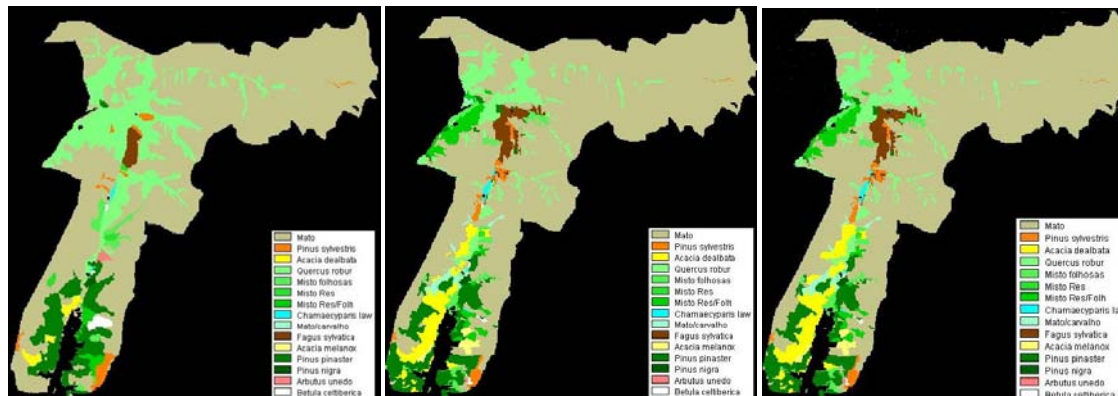 Mato
Pinus sylvestris
Acacia dealbata
Quercus robur
Misto folhosas
Misto Res
Misto Res/Folh
Chamaecyparis law
Mato/carvalho
Fagus sylvatica
Acacia melanox
Pinus pinaster
Pinus nigra
Arbutus unedo
Betula celtiberica
Mato
Pinus sylvestris
Acacia dealbata
Quercus robur
Misto folhosas
Misto Res
Misto Res/Folh
Chamaecyparis law
Mato/carvalho
Fagus sylvatica
Acacia melanox
Pinus pinaster
Pinus nigra
Arbutus unedo
Betula celtiberica
Mato
Pinus sylvestris
Acacia dealbata
Quercus robur
Misto folhosas
Misto Res
Misto Res/Folh
Chamaecyparis la
Mato/carvalho
Fagus sylvatica
Acacia melanox
Pinus pinaster
Pinus nigra
Arbutus unedo
Betula celtiberica